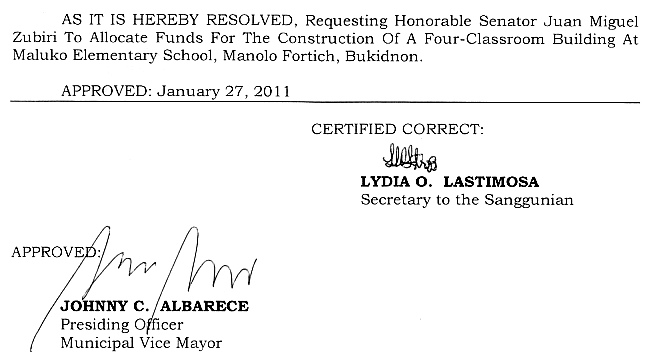 AS IT IS HEREBY RESOLVED, Requesting Honorable Senator Juan Miguel
Zubiri To Allocate Funds For The Construction Of A Four-Classroom Building At
Maluko Elementary School, Manolo Fortich, Bukidnon.
APPROVED: January 27, 2011
CERTIFIED CORRECT:
LYDIA O. LASTIMOSA
Secretary to the Sanggunian
APPROVED:
JOHNNY C. ALBARECE
Presiding Officer
Municipal Vice Mayor